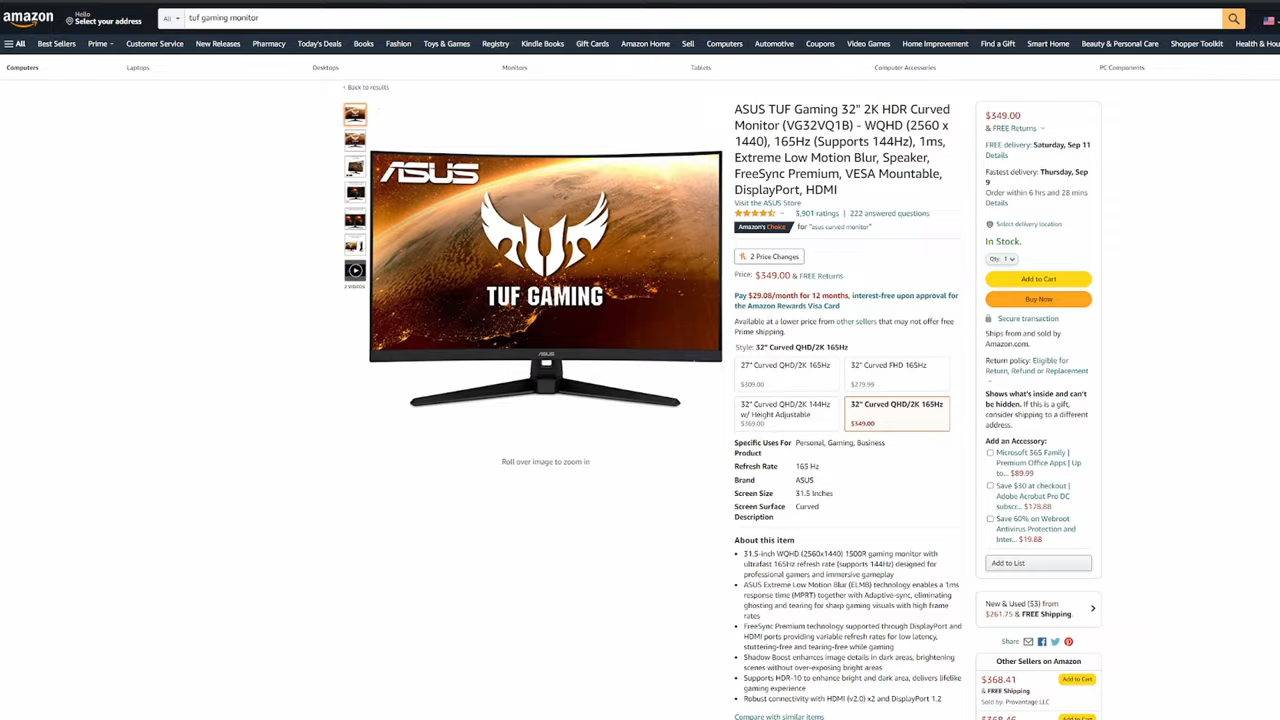 amazon
Hello
Select your address
All
tuf gaming monitor
All
Best Sellers
Prime
Customer Service
New Releases
Pharmacy
Today's Deals
Books
Fashion
Toys & Games
Registry
Kindle Books
Gift Cards
Amazon Home
Sell
Computers
Automotive
Coupons
Video Games
Home Improvement
Find a Gift
Smart Home
Beauty & Personal Care
Shopper Toolkit
Health & Hou
Computers
Laptops
Desktops
Monitors
Tablets
Computer Accessories
PC Components
‹ Back to results
2 VIDEOS
ASUS
TUF GAMING
ASUS
Roll over image to zoom in
ASUS TUF Gaming 32" 2K HDR Curved
Monitor (VG32VQ1B) - WQHD (2560 x
1440), 165Hz (Supports 144Hz), 1ms,
Extreme Low Motion Blur, Speaker,
FreeSync Premium, VESA Mountable,
DisplayPort, HDMI
Visit the ASUS Store
3,901 ratings | 222 answered questions
Amazon's Choice for "asus curved monitor"
2 Price Changes
Price: $349.00 & FREE Returns
Pay $29.08/month for 12 months, interest-free upon approval for
the Amazon Rewards Visa Card
Available at a lower price from other sellers that may not offer free
Prime shipping.
Style: 32" Curved QHD/2K 165Hz
27" Curved QHD/2K 165Hz
$309.00
32" Curved FHD 165Hz
$279.99
32" Curved QHD/2K 144Hz
w/ Height Adjustable
$369.00
32" Curved QHD/2K 165Hz
$349.00
Specific Uses For Personal, Gaming, Business
Product
Refresh Rate 165 Hz
Brand ASUS
Screen Size 31.5 Inches
Screen Surface Curved
Description
About this item
• 31.5-inch WQHD (2560x1440) 1500R gaming monitor with
ultrafast 165Hz refresh rate (supports 144Hz) designed for
professional gamers and immersive gameplay
• ASUS Extreme Low Motion Blur (ELMB) technology enables a 1ms
response time (MPRT) together with Adaptive-sync, eliminating
ghosting and tearing for sharp gaming visuals with high frame
rates
• FreeSync Premium technology supported through DisplayPort and
HDMI ports providing variable refresh rates for low latency,
stuttering-free and tearing-free while gaming
• Shadow Boost enhances image details in dark areas, brightening
scenes without over-exposing bright areas
• Supports HDR-10 to enhance bright and dark area, delivers lifelike
gaming experience
• Robust connectivity with HDMI (v2.0) x2 and DisplayPort 1.2
Compare with similar items
$349.00
& FREE Returns
FREE delivery: Saturday, Sep 11
Details
Fastest delivery: Thursday, Sep
9
Order within 6 hrs and 28 mins
Details
Select delivery location
In Stock.
Qty: 1
Add to Cart
Buy Now
Secure transaction
Ships from and sold by
Amazon.com.
Return policy: Eligible for
Return, Refund or Replacement
Shows what's inside and can't
be hidden. If this is a gift,
consider shipping to a different
address.
Add an Accessory:
Microsoft 365 Family |
Premium Office Apps | Up
to... $89.99
Save $30 at checkout |
Adobe Acrobat Pro DC
subscr... $178.88
Save 60% on Webroot
Antivirus Protection and
Inter... $19.88
Add to List
New & Used (53) from
$261.75 & FREE Shipping.
Share
Other Sellers on Amazon
$368.41
Add to Cart
& FREE Shipping
Sold by: Provantage LLC
$368.46
Add to Cart